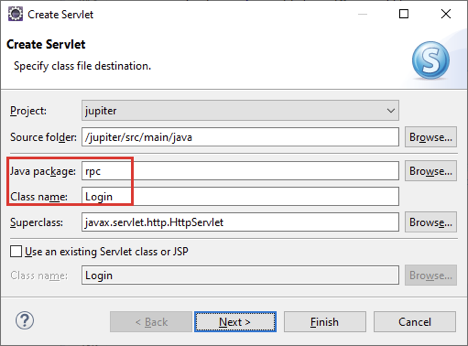 Create Servlet
Create Servlet
Specify class file destination.
S
Project: jupiter
Source folder: /jupiter/src/main/java Browse...
Java package: rpc Browse...
Class name: Login
Superclass: javax.servlet.http.HttpServlet Browse...
Use an existing Servlet class or JSP
Class name: Login Browse...
? < Back Next > Finish Cancel